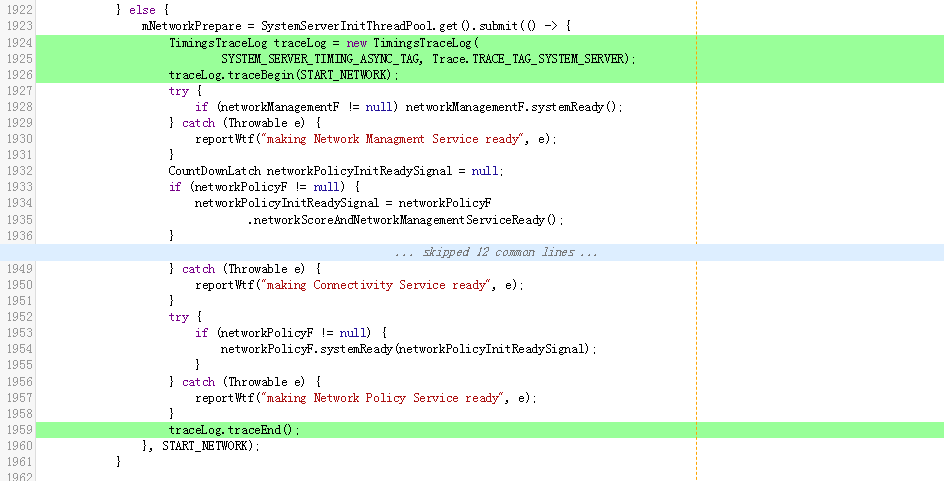 1922 } else {
1923 mNetworkPrepare = SystemServerInitThreadPool.get().submit(() -> {
1924 TimingsTraceLog traceLog = new TimingsTraceLog(
1925 SYSTEM_SERVER_TIMING_ASYNC_TAG, Trace.TRACE_TAG_SYSTEM_SERVER);
1926 traceLog.traceBegin(START_NETWORK);
1927 try {
1928 if (networkManagementF != null) networkManagementF.systemReady();
1929 } catch (Throwable e) {
1930 reportWtf("making Network Managment Service ready", e);
1931 }
1932 CountDownLatch networkPolicyInitReadySignal = null;
1933 if (networkPolicyF != null) {
1934 networkPolicyInitReadySignal = networkPolicyF
1935 .networkScoreAndNetworkManagementServiceReady();
1936 }
... skipped 12 common lines ...
1949 } catch (Throwable e) {
1950 reportWtf("making Connectivity Service ready", e);
1951 }
1952 try {
1953 if (networkPolicyF != null) {
1954 networkPolicyF.systemReady(networkPolicyInitReadySignal);
1955 }
1956 } catch (Throwable e) {
1957 reportWtf("making Network Policy Service ready", e);
1958 }
1959 traceLog.traceEnd();
1960 }, START_NETWORK);
1961 }
1962